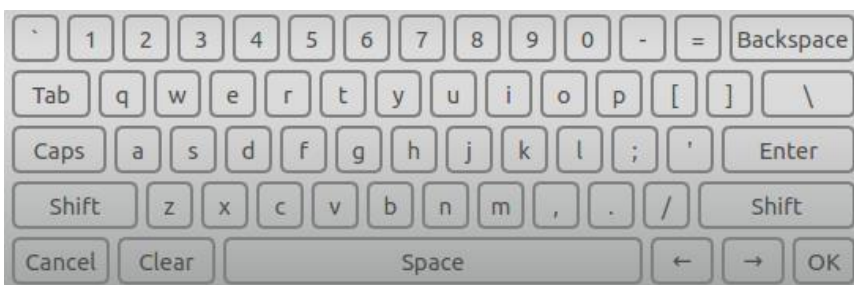 ` 1 2 3 4 5 6 7 8 9 0 - = Backspace
Tab q w e r t y u i o p [ ] \
Caps a s d f g h j k l ; ' Enter
Shift z x c v b n m , . / Shift
Cancel Clear Space ← → OK